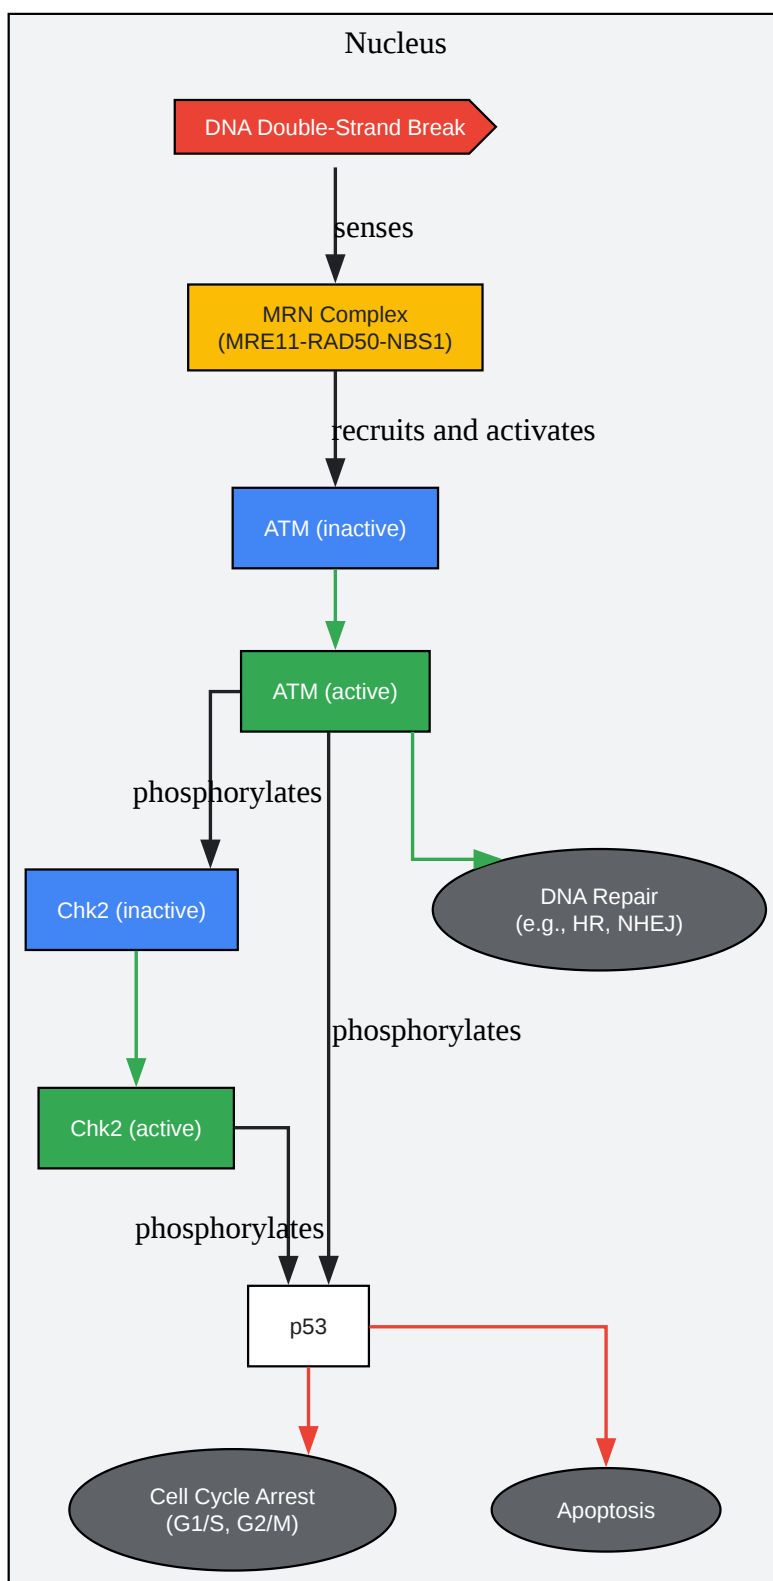 Nucleus
DNA Double-Strand Break
senses
MRN Complex
(MRE11-RAD50-NBS1)
recruits and activates
ATM (inactive)
ATM (active)
phosphorylates
Chk2 (inactive)
DNA Repair
(e.g., HR, NHEJ)
phosphorylates
Chk2 (active)
phosphorylates
p53
Cell Cycle Arrest
(G1/S, G2/M)
Apoptosis